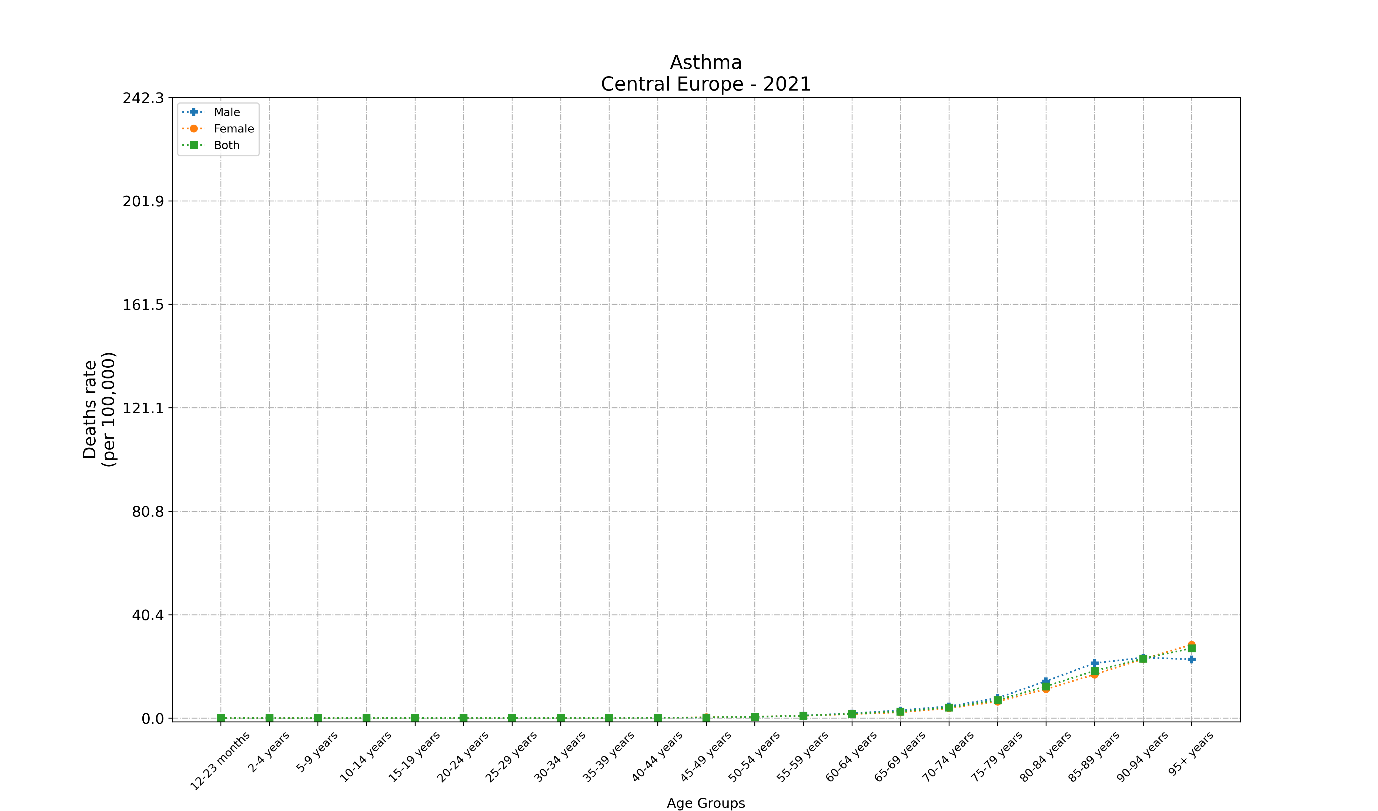 Asthma
Central Europe - 2021
242.3
201.9
161.5
121.1
80.8
40.4
0.0
Deaths rate
(per 100,000)
Male
Female
Both
12-23 months
2-4 years
5-9 years
10-14 years
15-19 years
20-24 years
25-29 years
30-34 years
35-39 years
40-44 years
45-49 years
50-54 years
55-59 years
60-64 years
65-69 years
70-74 years
75-79 years
80-84 years
85-89 years
90-94 years
95+ years
Age Groups